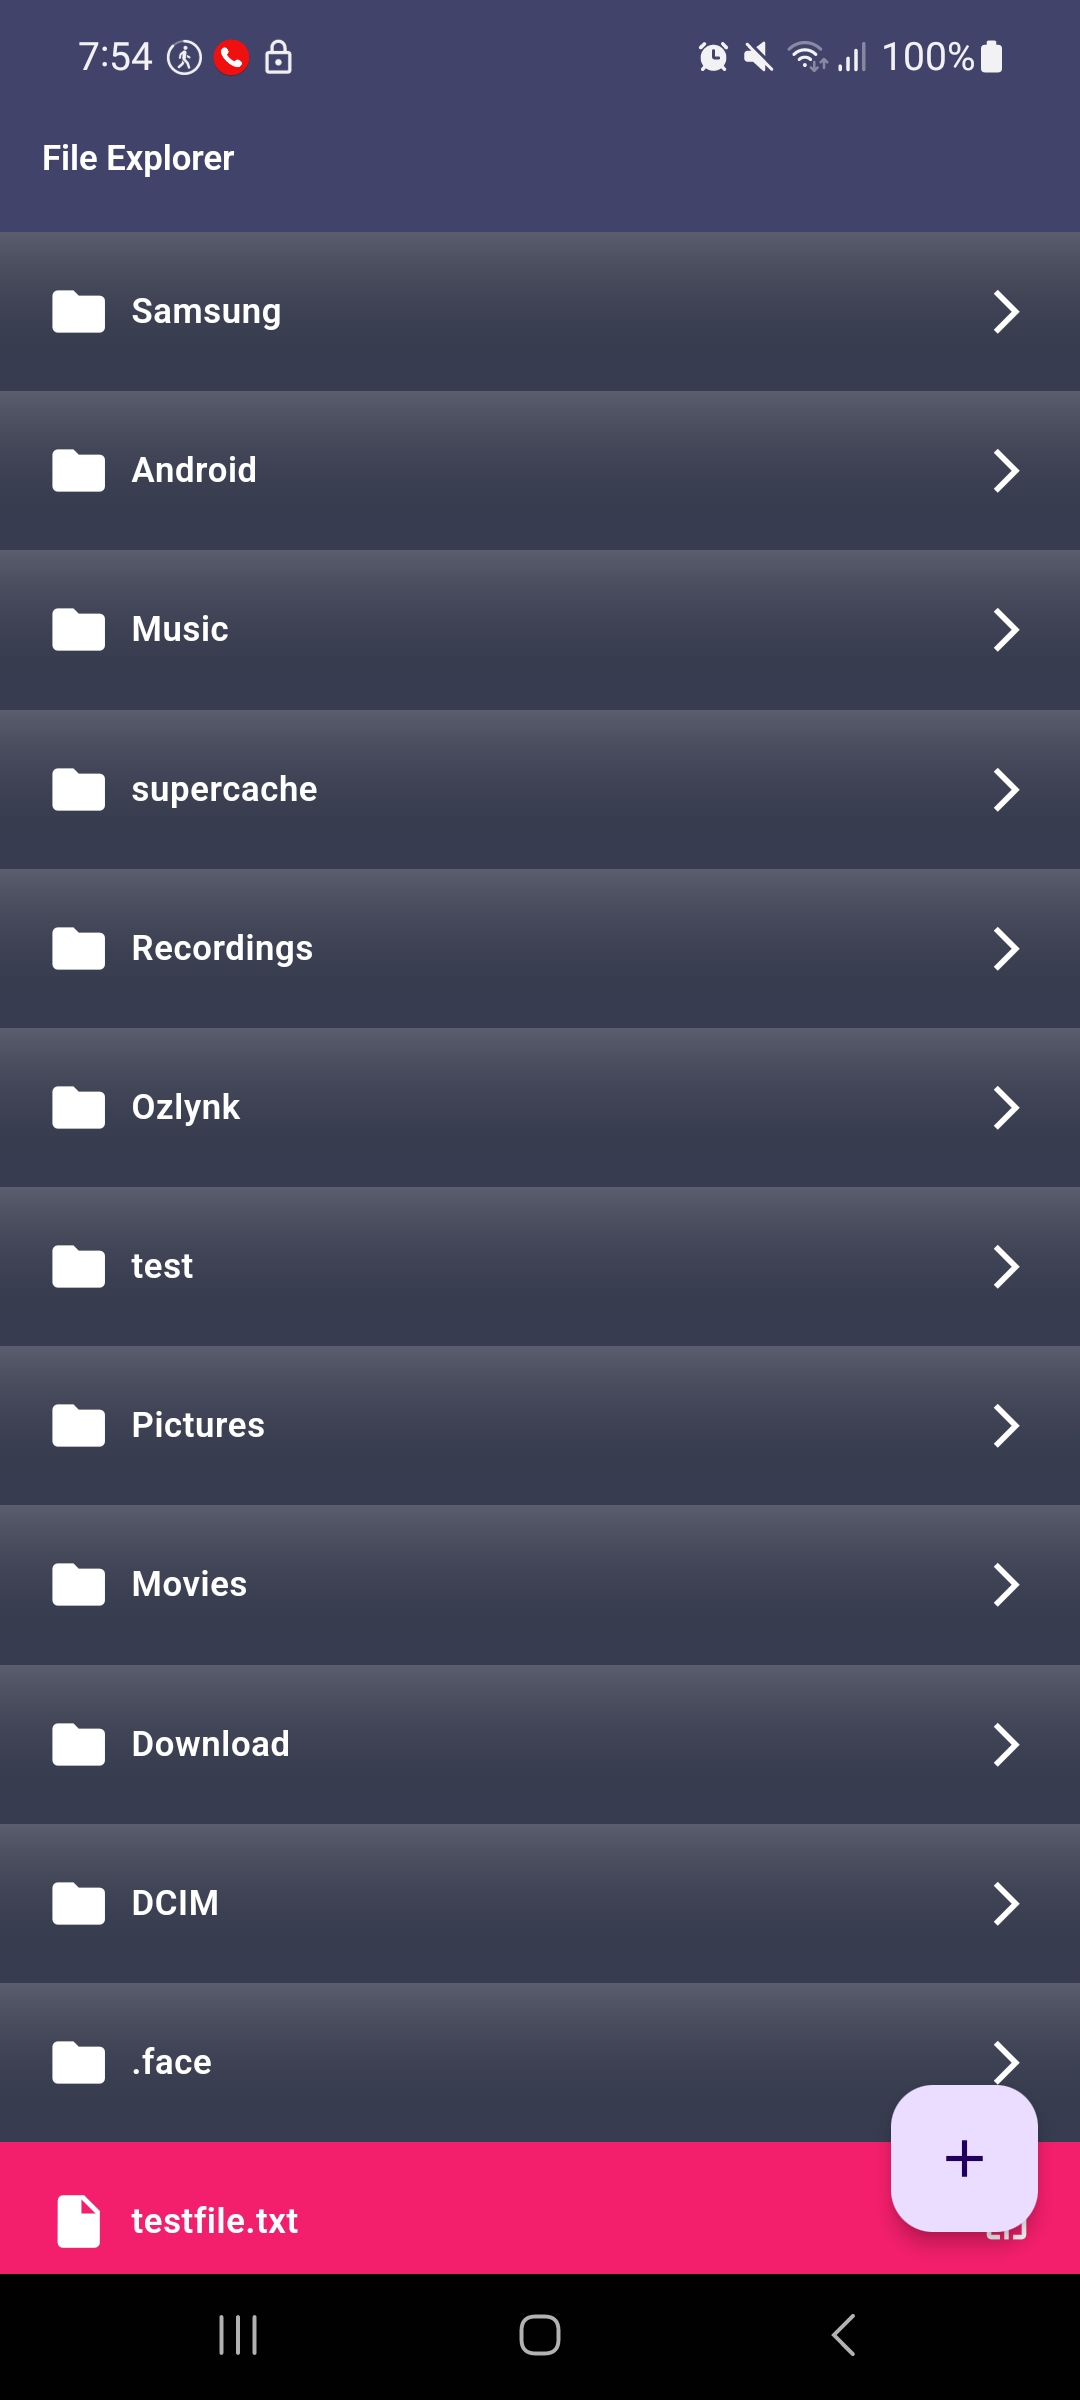 7:54
100%
File Explorer
Samsung
Android
Music
supercache
Recordings
Ozlynk
test
Pictures
Movies
Download
DCIM
.face
testfile.txt